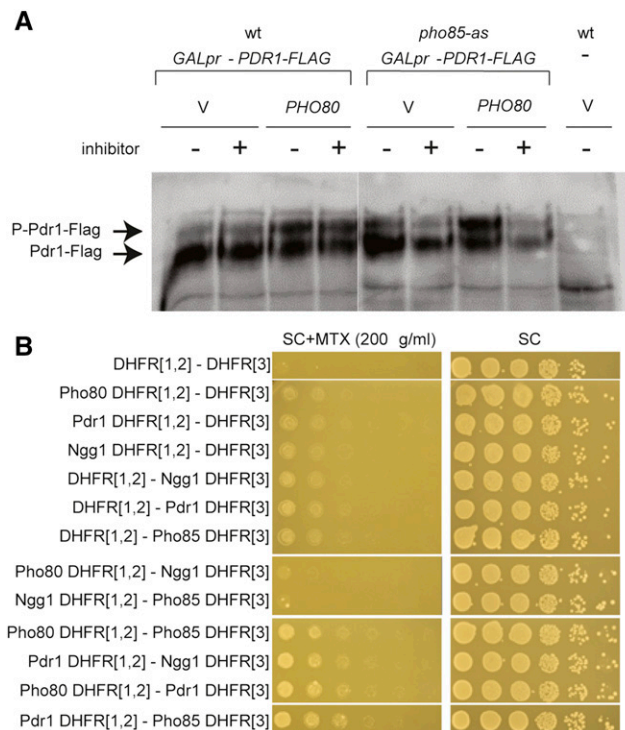 A
wt pho85-as wt
GALpr - PDR1-FLAG GALpr - PDR1-FLAG -
V PHO80 V PHO80 V
inhibitor - + - + - + - + -
P-Pdr1-Flag
Pdr1-Flag
B
SC+MTX (200 g/ml) SC
DHFR[1,2] - DHFR[3]
Pho80 DHFR[1,2] - DHFR[3]
Pdr1 DHFR[1,2] - DHFR[3]
Ngg1 DHFR[1,2] - DHFR[3]
DHFR[1,2] - Ngg1 DHFR[3]
DHFR[1,2] - Pdr1 DHFR[3]
DHFR[1,2] - Pho85 DHFR[3]
Pho80 DHFR[1,2] - Ngg1 DHFR[3]
Ngg1 DHFR[1,2] - Pho85 DHFR[3]
Pho80 DHFR[1,2] - Pho85 DHFR[3]
Pdr1 DHFR[1,2] - Ngg1 DHFR[3]
Pho80 DHFR[1,2] - Pdr1 DHFR[3]
Pdr1 DHFR[1,2] - Pho85 DHFR[3]